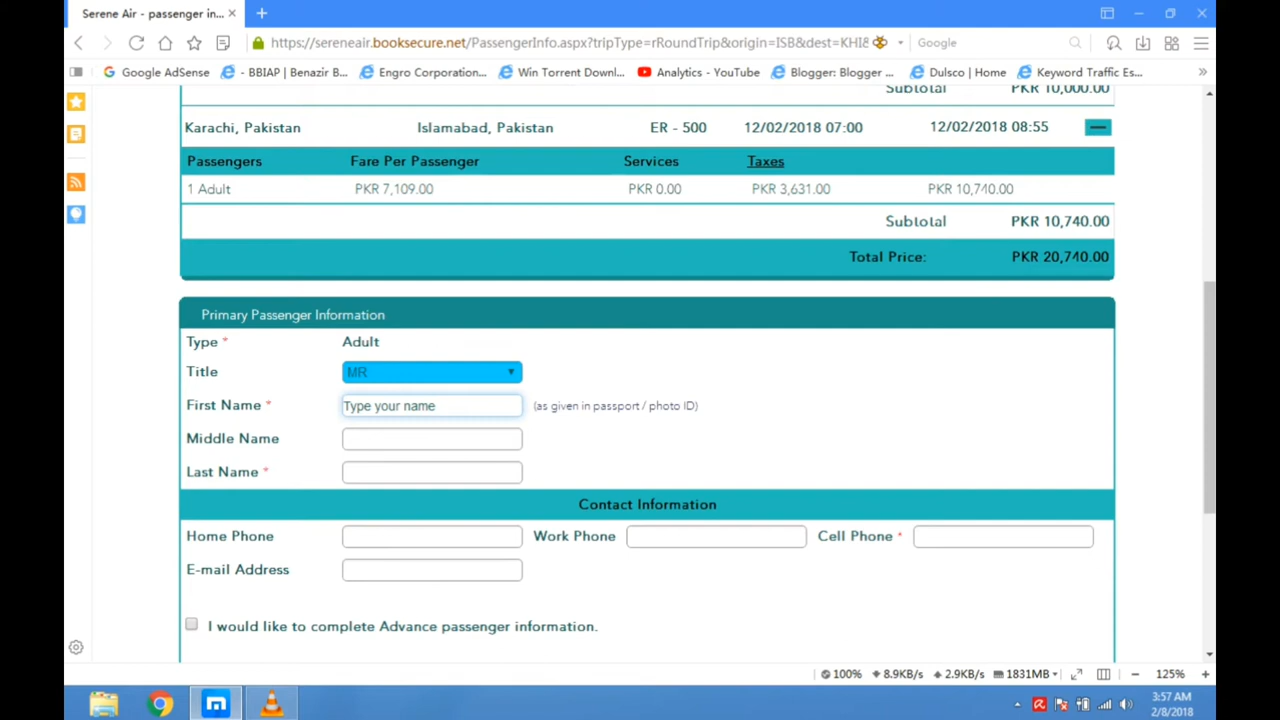 Serene Air - passenger in...
https://sereneair.booksecure.net/PassengerInfo.aspx?tripType=rRoundTrip&origin=ISB&dest=KHI&
Google
Google AdSense
- BBIAP | Benazir B...
Engro Corporation...
Win Torrent Downl...
Analytics - YouTube
Blogger: Blogger ...
Dulsco | Home
Keyword Traffic Es...
Subtotal PKR 10,000.00
Karachi, Pakistan Islamabad, Pakistan ER - 500 12/02/2018 07:00 12/02/2018 08:55
Passengers Fare Per Passenger Services Taxes
1 Adult PKR 7,109.00 PKR 0.00 PKR 3,631.00 PKR 10,740.00
Subtotal PKR 10,740.00
Total Price: PKR 20,740.00
Primary Passenger Information
Type * Adult
Title MR
First Name * Type your name (as given in passport / photo ID)
Middle Name
Last Name *
Contact Information
Home Phone Work Phone Cell Phone *
E-mail Address
I would like to complete Advance passenger information.
100% 8.9KB/s 2.9KB/s 1831MB 125%
3:57 AM
2/8/2018